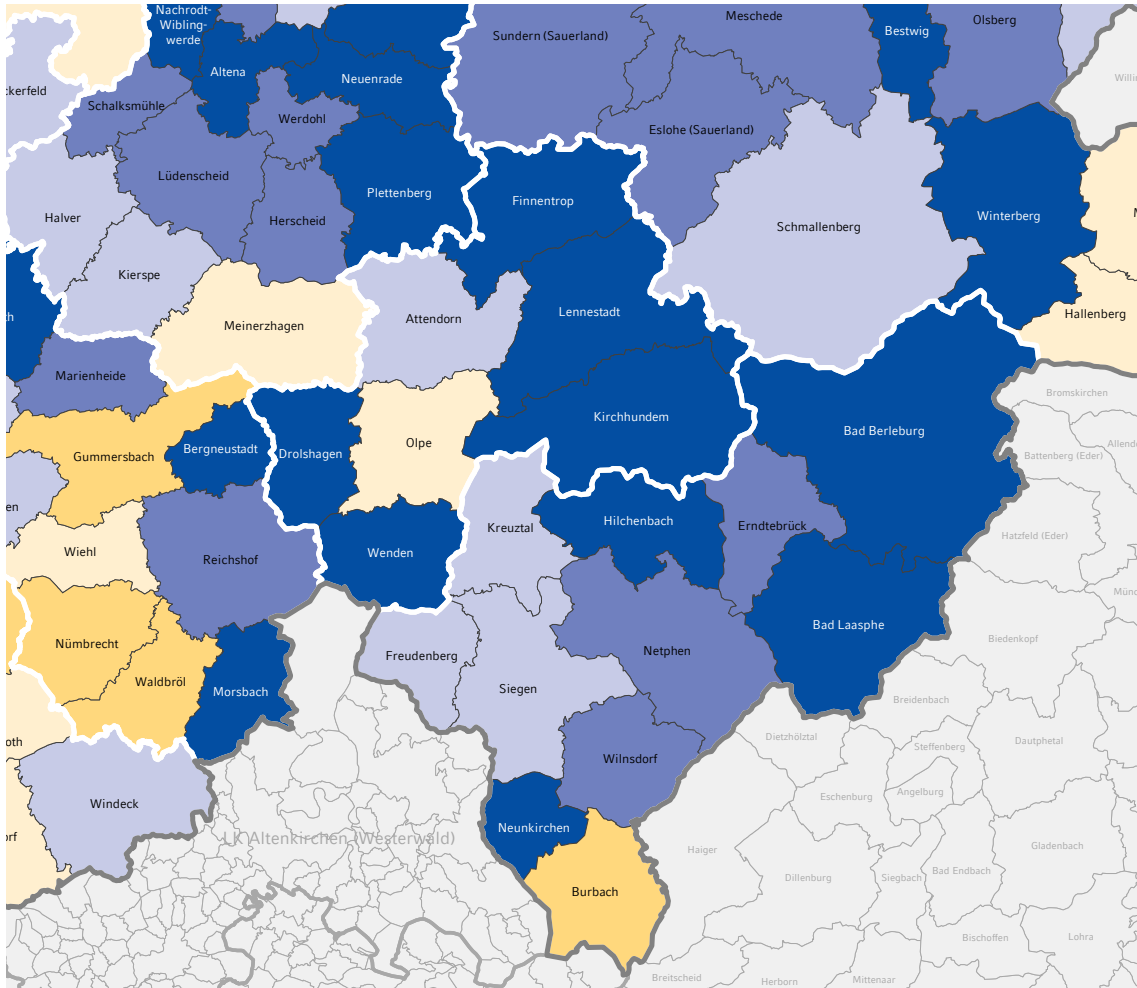 Nachrodt-
Wibling-
werde
Meschede
Olsberg
Sundern (Sauerland)
Bestwig
Altena
Neuenrade
ckerfeld
Schalksmühle
Werdohl
Eslohe (Sauerland)
Lüdenscheid
Plettenberg
Finnentrop
Halver
Herscheid
Schmallenberg
Winterberg
Kierspe
Lennestadt
Attendorn
Meinerzhagen
Hallenberg
Marienheide
Bromskirchen
Kirchhundem
Bad Berleburg
Olpe
Bergneustadt
Drolshagen
Gummersbach
Battenberg (Eder)
en
Kreuztal
Hilchenbach
Erndtebrück
Hatzfeld (Eder)
Wiehl
Reichshof
Wenden
Bad Laasphe
Biedenkopf
Nümbrecht
Freudenberg
Netphen
Waldbröl
Morsbach
Siegen
Breidenbach
oth
Dietzhölztal
Steffenberg
Dautphetal
Wilnsdorf
Angelburg
Eschenburg
Windeck
Neunkirchen
rf
LK Altenkirchen (Westerwald)
Haiger
Gladenbach
Dillenburg
Siegbach
Bad Endbach
Burbach
Bischoffen
Lohra
Breitscheid
Herborn
Mittenaar